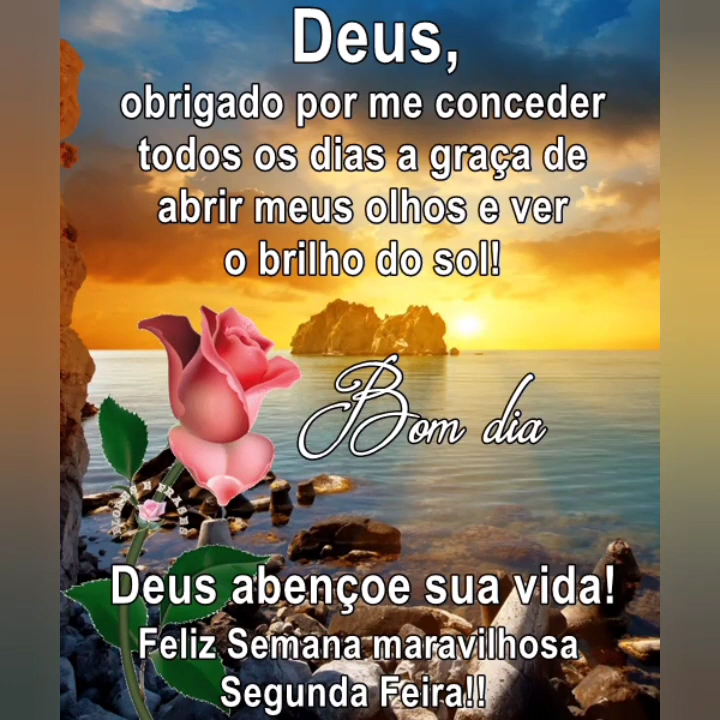 Deus,
obrigado por me conceder
todos os dias a graça de
abrir meus olhos e ver
o brilho do sol!
Bom dia
Deus abençoe sua vida!
Feliz Semana maravilhosa
Segunda Feira!!